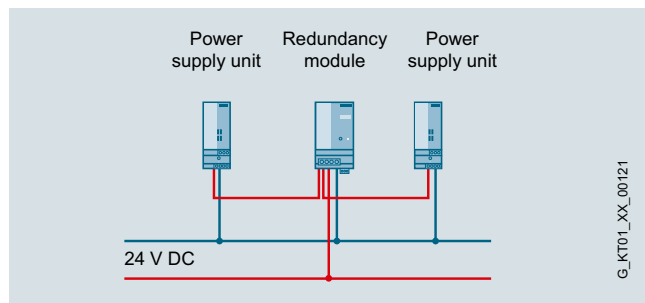 Power
supply unit
Redundancy
module
Power
supply unit
24 V DC
G_KT01_XX_00121